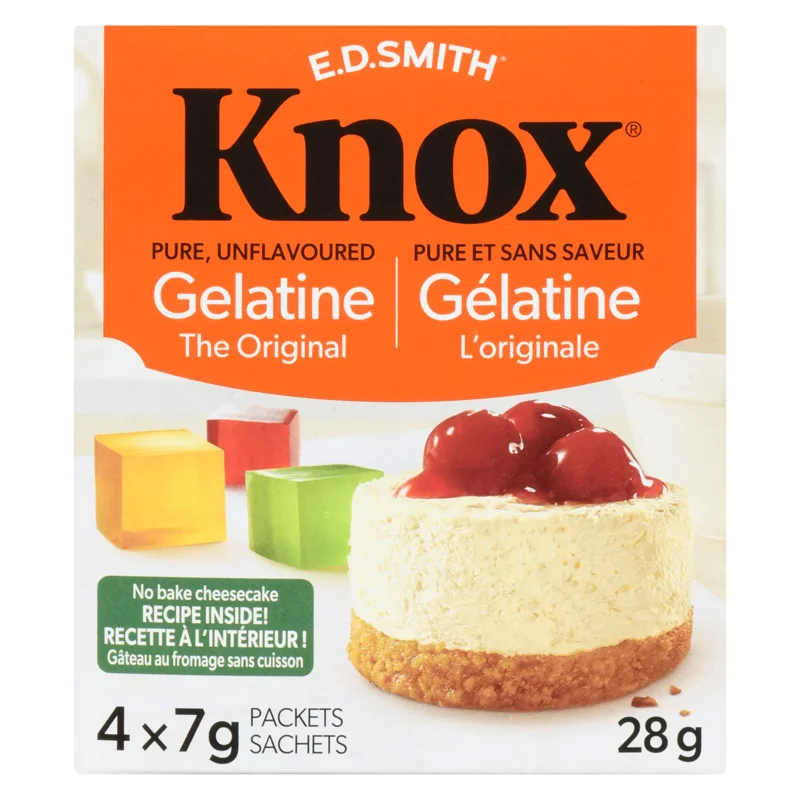 E.D.SMITH®
Knox®
PURE, UNFLAVOURED
Gelatine
The Original
PURE ET SANS SAVEUR
Gélatine
L'originale
No bake cheesecake
RECIPE INSIDE!
RECETTE À L'INTÉRIEUR !
Gâteau au fromage sans cuisson
4 x 7g PACKETS
SACHETS
28 g